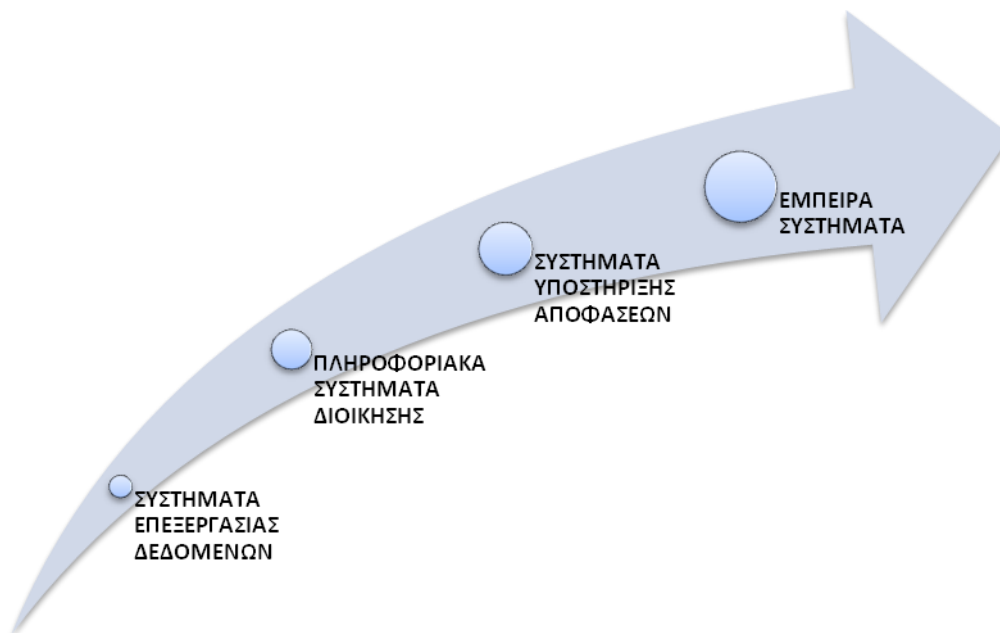 ΕΜΠΕΙΡΑ
ΣΥΣΤΗΜΑΤΑ
ΣΥΣΤΗΜΑΤΑ
ΥΠΟΣΤΗΡΙΞΗΣ
ΑΠΟΦΑΣΕΩΝ
ΠΛΗΡΟΦΟΡΙΑΚΑ
ΣΥΣΤΗΜΑΤΑ
ΔΙΟΙΚΗΣΗΣ
ΣΥΣΤΗΜΑΤΑ
ΕΠΕΞΕΡΓΑΣΙΑΣ
ΔΕΔΟΜΕΝΩΝ